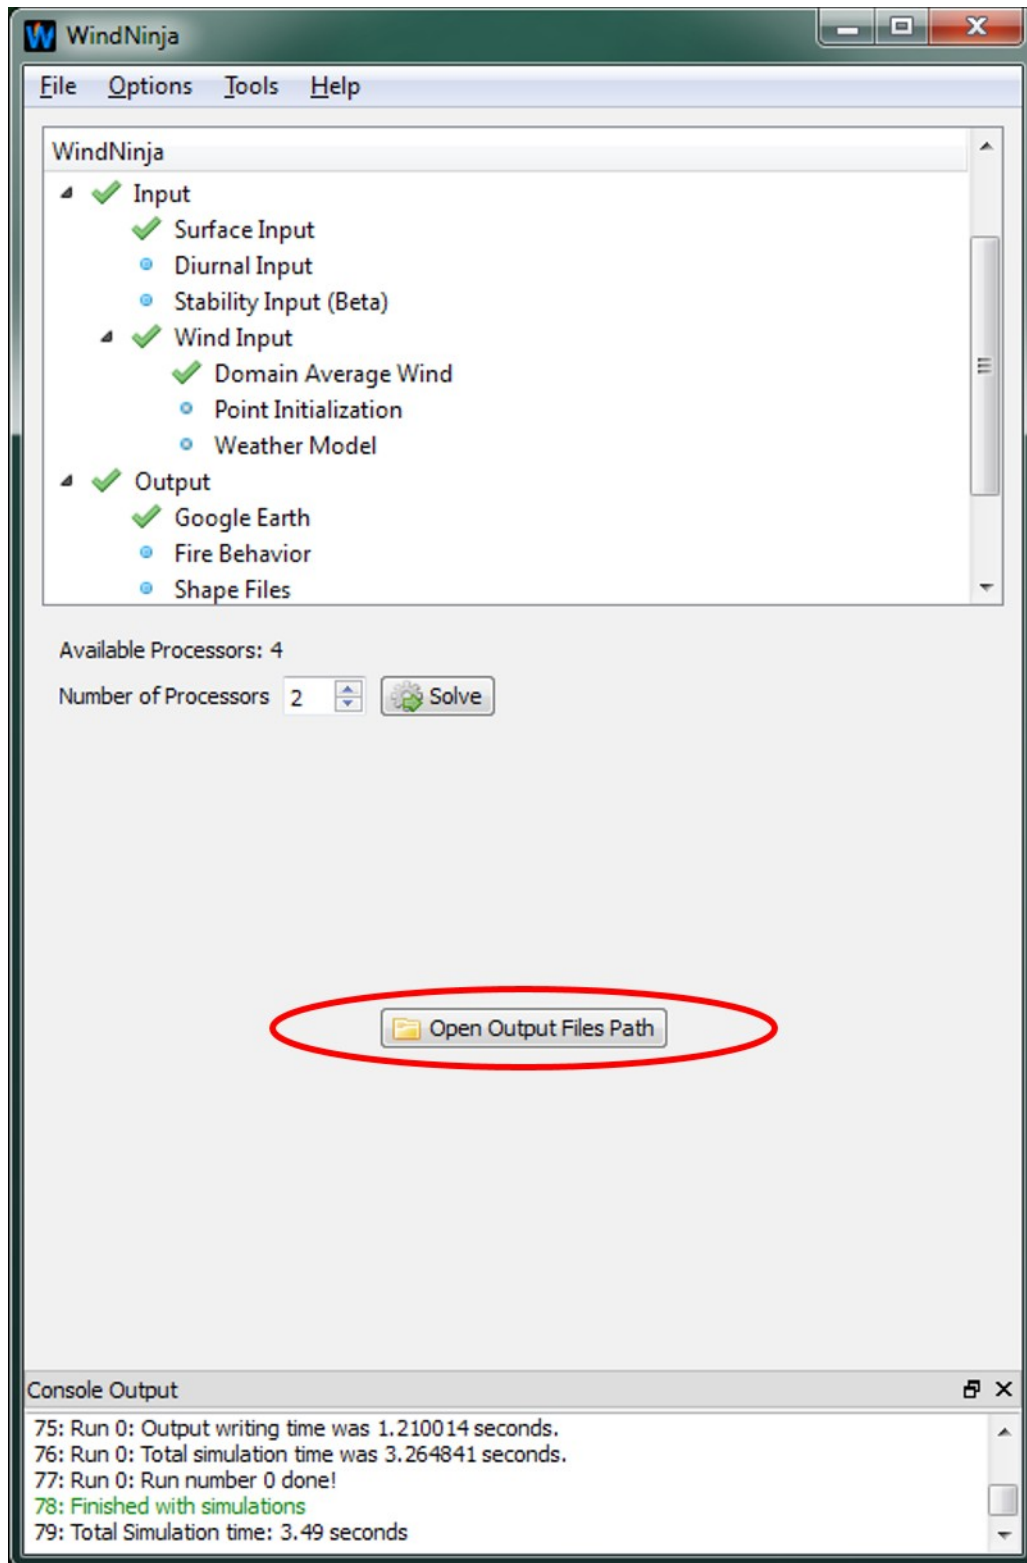 WindNinja
File Options Tools Help
WindNinja
Input
Surface Input
Diurnal Input
Stability Input (Beta)
Wind Input
Domain Average Wind
Point Initialization
Weather Model
Output
Google Earth
Fire Behavior
Shape Files
Available Processors: 4
Number of Processors 2 Solve
Open Output Files Path
Console Output
75: Run 0: Output writing time was 1.210014 seconds.
76: Run 0: Total simulation time was 3.264841 seconds.
77: Run 0: Run number 0 done!
78: Finished with simulations
79: Total Simulation time: 3.49 seconds